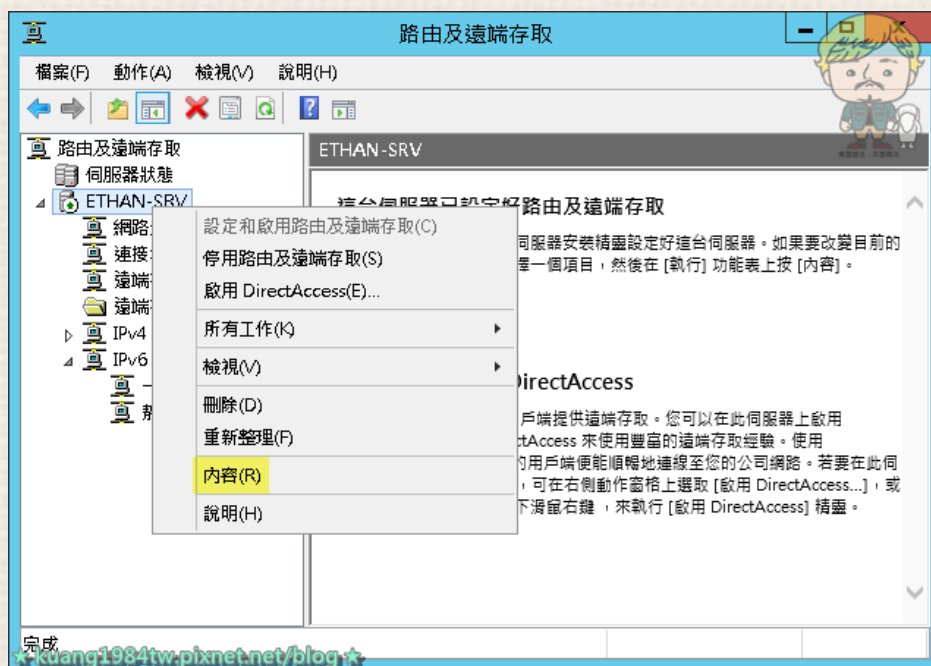 路由及遠端存取
檔案(F) 動作(A) 檢視(V) 說明(H)
路由及遠端存取
伺服器狀態
ETHAN-SRV
網路
連接
遠端
遠端
IPv4
IPv6
一
設定和啟用路由及遠端存取(C)
停用路由及遠端存取(S)
啟用 DirectAccess(E)...
所有工作(K)
檢視(V)
刪除(D)
重新整理(F)
內容(R)
說明(H)
ETHAN-SRV
這台伺服器已設定好路由及遠端存取
伺服器安裝精靈設定好這台伺服器。如果要改變目前的
一個項目,然後在 [執行] 功能表上按 [內容]。
DirectAccess
戶端提供遠端存取。您可以在此伺服器上啟用
ctAccess 來使用豐富的遠端存取經驗。使用
的用戶端便能順暢地連線至您的公司網路。若要在此伺
,可在右側動作窗格上選取 [啟用 DirectAccess...],或
下滑鼠右鍵 ,來執行 [啟用 DirectAccess] 精靈。
完成
★ kuang1984tw.pixnet.net/blog ★